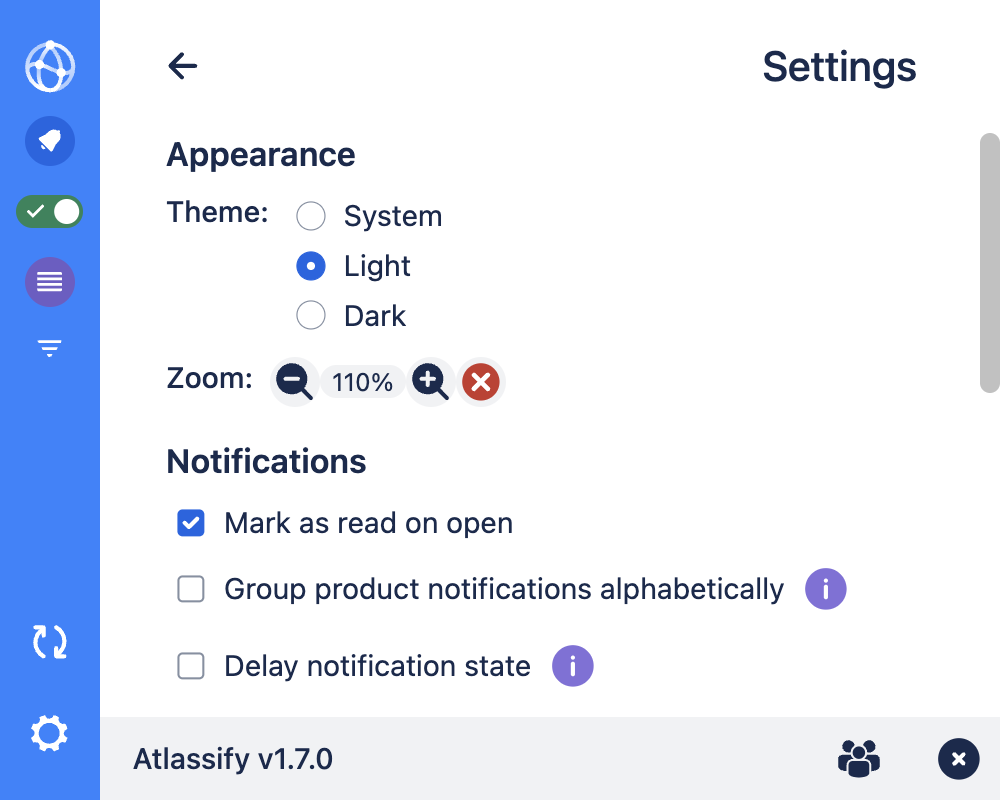 Settings
Appearance
Theme:
System
Light
Dark
Zoom:
110%
Notifications
Mark as read on open
Group product notifications alphabetically
Delay notification state
Atlassify v1.7.0